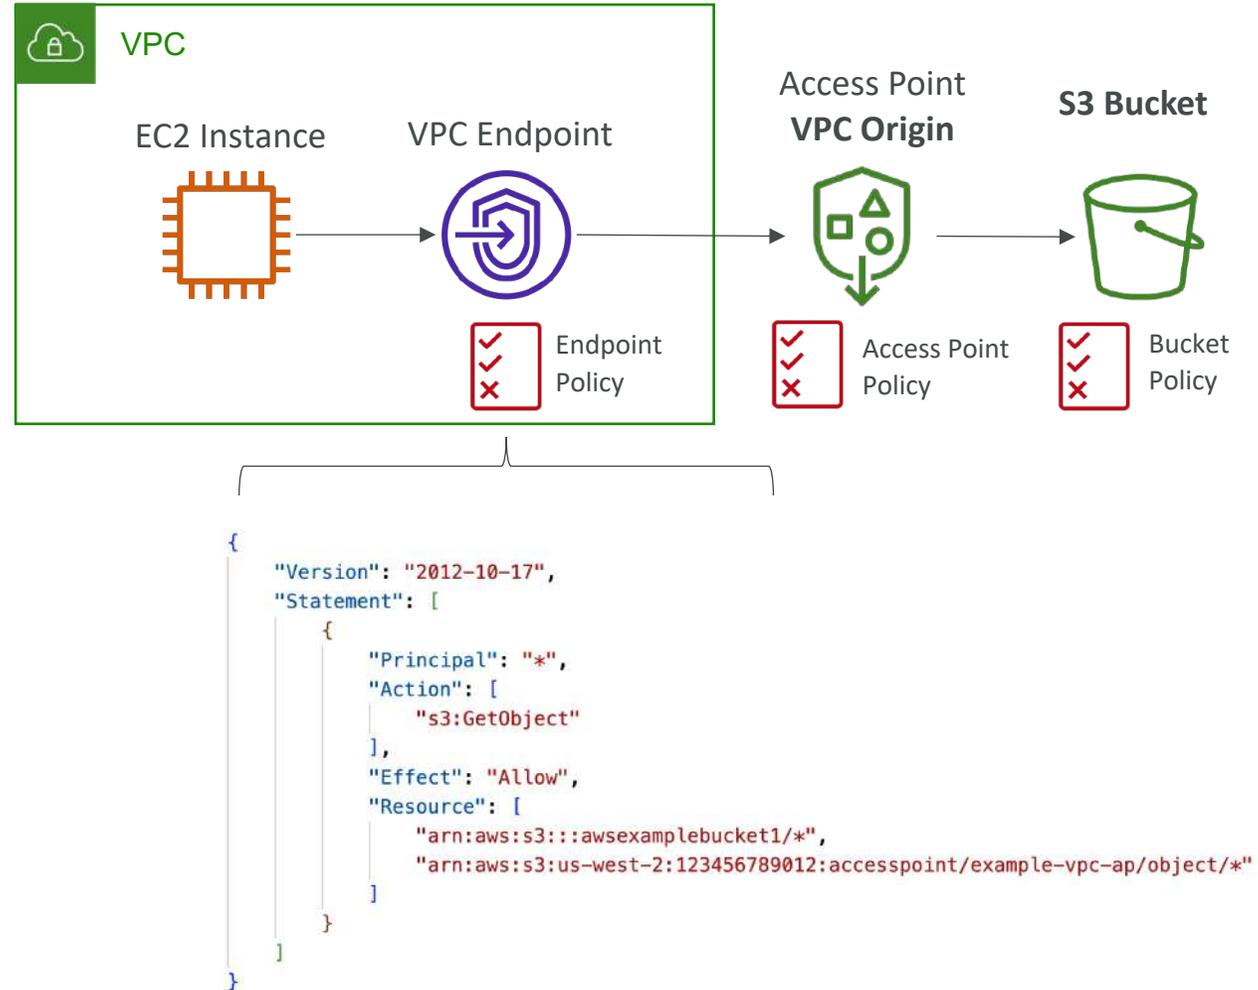 VPC
EC2 Instance
VPC Endpoint
Access Point
VPC Origin
S3 Bucket
Endpoint
Policy
Access Point
Policy
Bucket
Policy
{
"Version": "2012-10-17",
"Statement": [
{
"Principal": "*",
"Action": [
"s3:GetObject"
],
"Effect": "Allow",
"Resource": [
"arn:aws:s3:::awsexamplebucket1/*",
"arn:aws:s3:us-west-2:123456789012:accesspoint/example-vpc-ap/object/*"
]
}
]
}